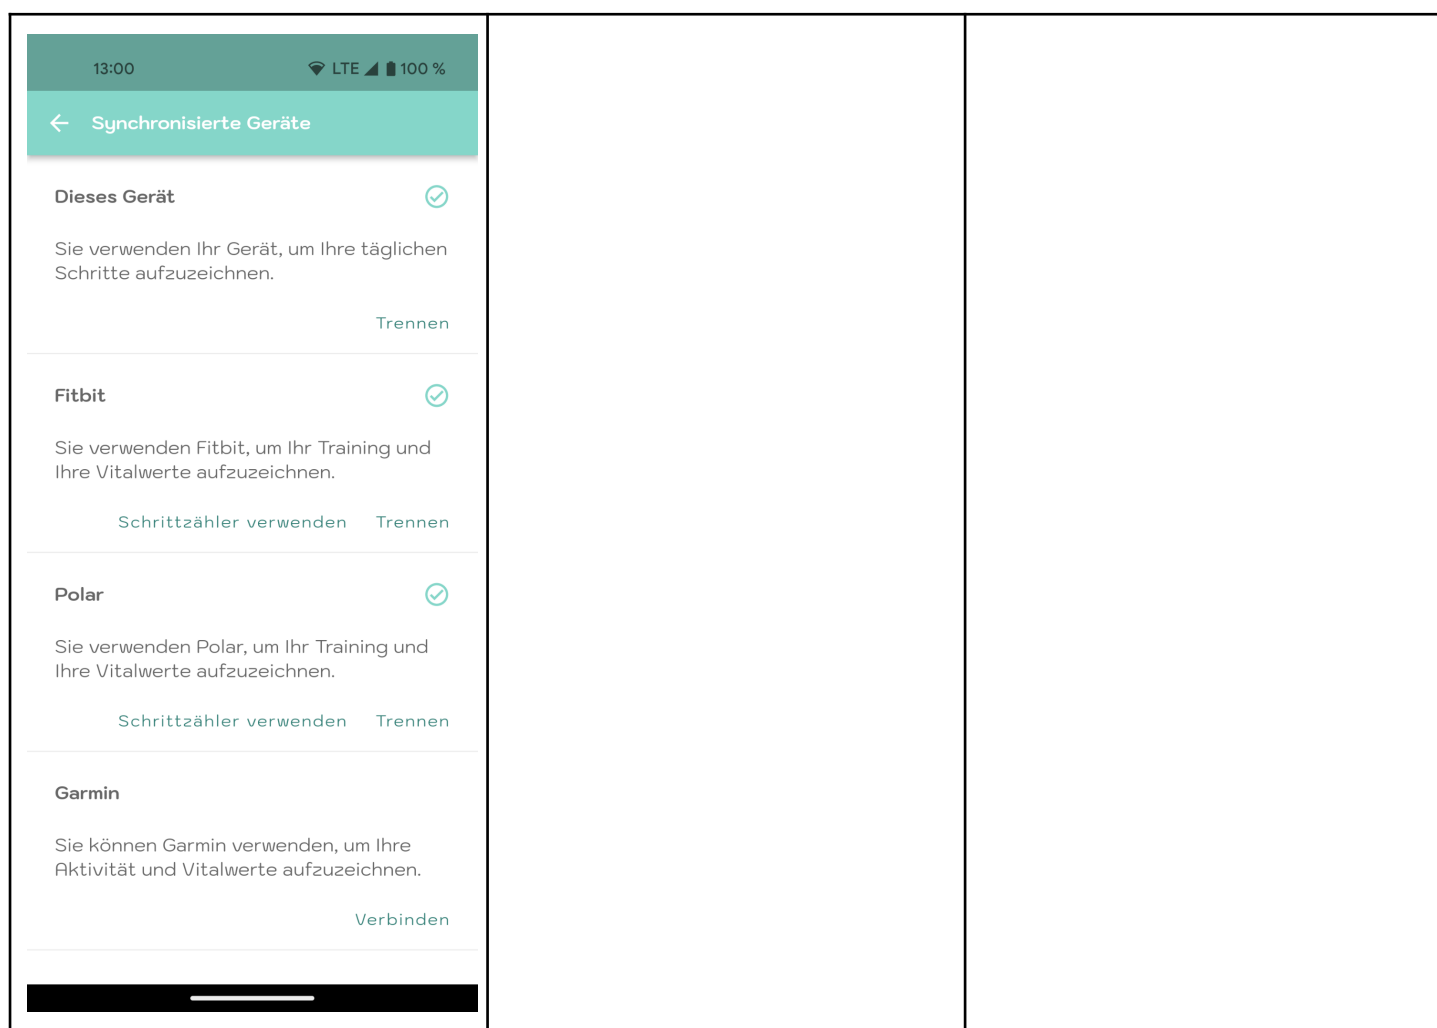 13:00 LTE 100 %
Synchronisierte Geräte
Dieses Gerät
Sie verwenden Ihr Gerät, um Ihre täglichen
Schritte aufzuzeichnen.
Trennen
Fitbit
Sie verwenden Fitbit, um Ihr Training und
Ihre Vitalwerte aufzuzeichnen.
Schrittzähler verwenden Trennen
Polar
Sie verwenden Polar, um Ihr Training und
Ihre Vitalwerte aufzuzeichnen.
Schrittzähler verwenden Trennen
Garmin
Sie können Garmin verwenden, um Ihre
Aktivität und Vitalwerte aufzuzeichnen.
Verbinden